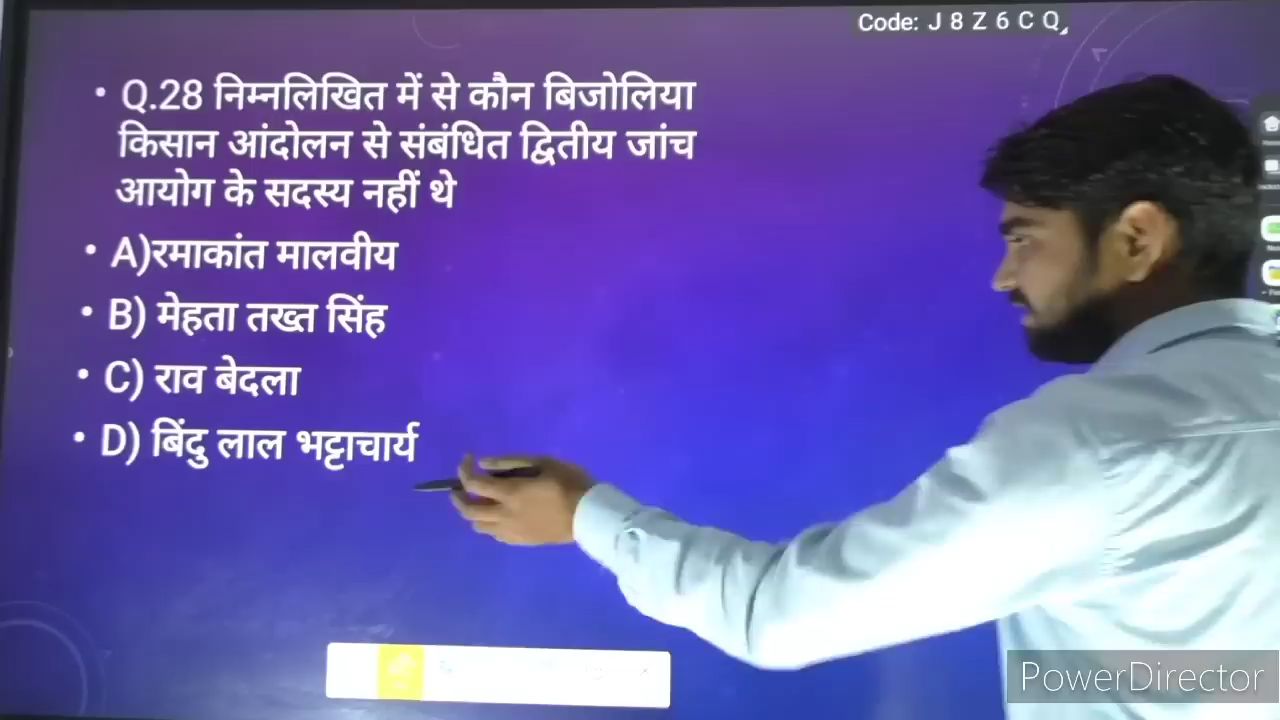 Code: J 8 Z 6 C Q
• Q.28 निम्नलिखित में से कौन बिजोलिया
किसान आंदोलन से संबंधित द्वितीय जांच
आयोग के सदस्य नहीं थे
• A)रमाकांत मालवीय
• B) मेहता तख्त सिंह
• C) राव बेदला
• D) बिंदु लाल भट्टाचार्य
PowerDirector